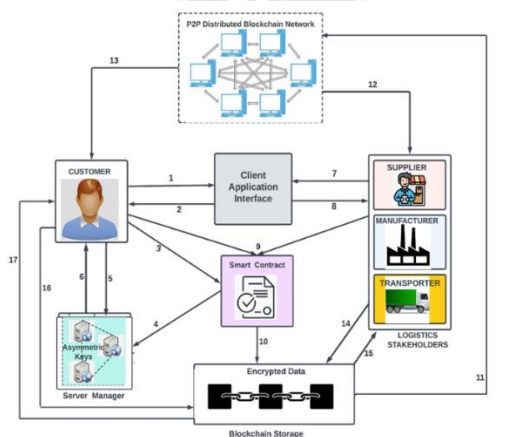 P2P Distributed Blockchain Network
13
12
11
CUSTOMER
1
2
Client
Application
Interface
7
8
SUPPLIER
MANUFACTURER
TRANSPORTER
LOGISTICS
STAKEHOLDERS
17
16
6
5
3
9
Smart Contract
4
10
14
15
Asymmetric
Keys
Server Manager
Encrypted Data
Blockchain Storage